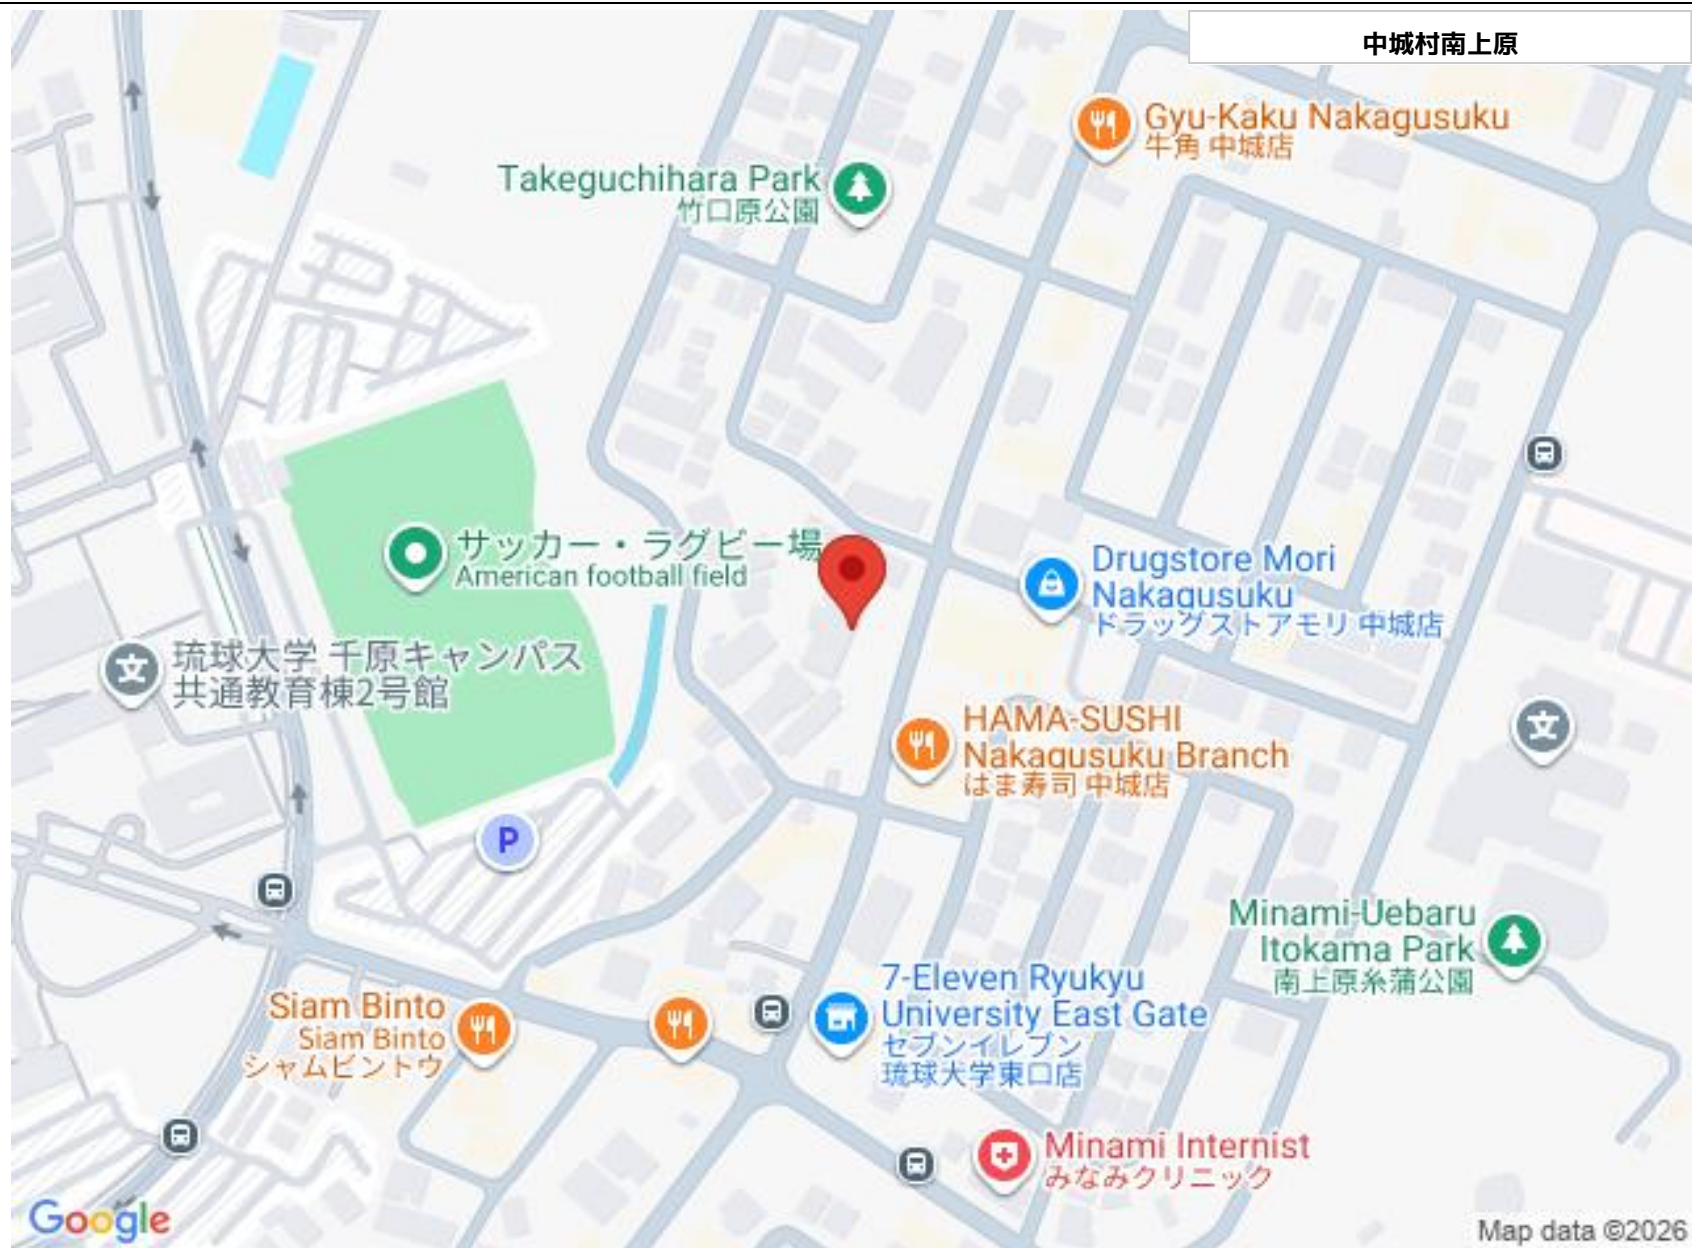 中城村南上原
Gyu-Kaku Nakagusuku
牛角 中城店
Takeguchihara Park
竹口原公園
サッカー・ラグビー場
American football field
Drugstore Mori
Nakagusuku
ドラッグストアモリ 中城店
琉球大学 千原キャンパス
共通教育棟2号館
文
文
HAMA-SUSHI
Nakagusuku Branch
はま寿司 中城店
P
Minami-Uebaru
Itokama Park
南上原糸蒲公園
7-Eleven Ryukyu
University East Gate
セブンイレブン
琉球大学東口店
Siam Binto
Siam Binto
シャムビントウ
Minami Internist
みなみクリニック
Google
Map data ©2026